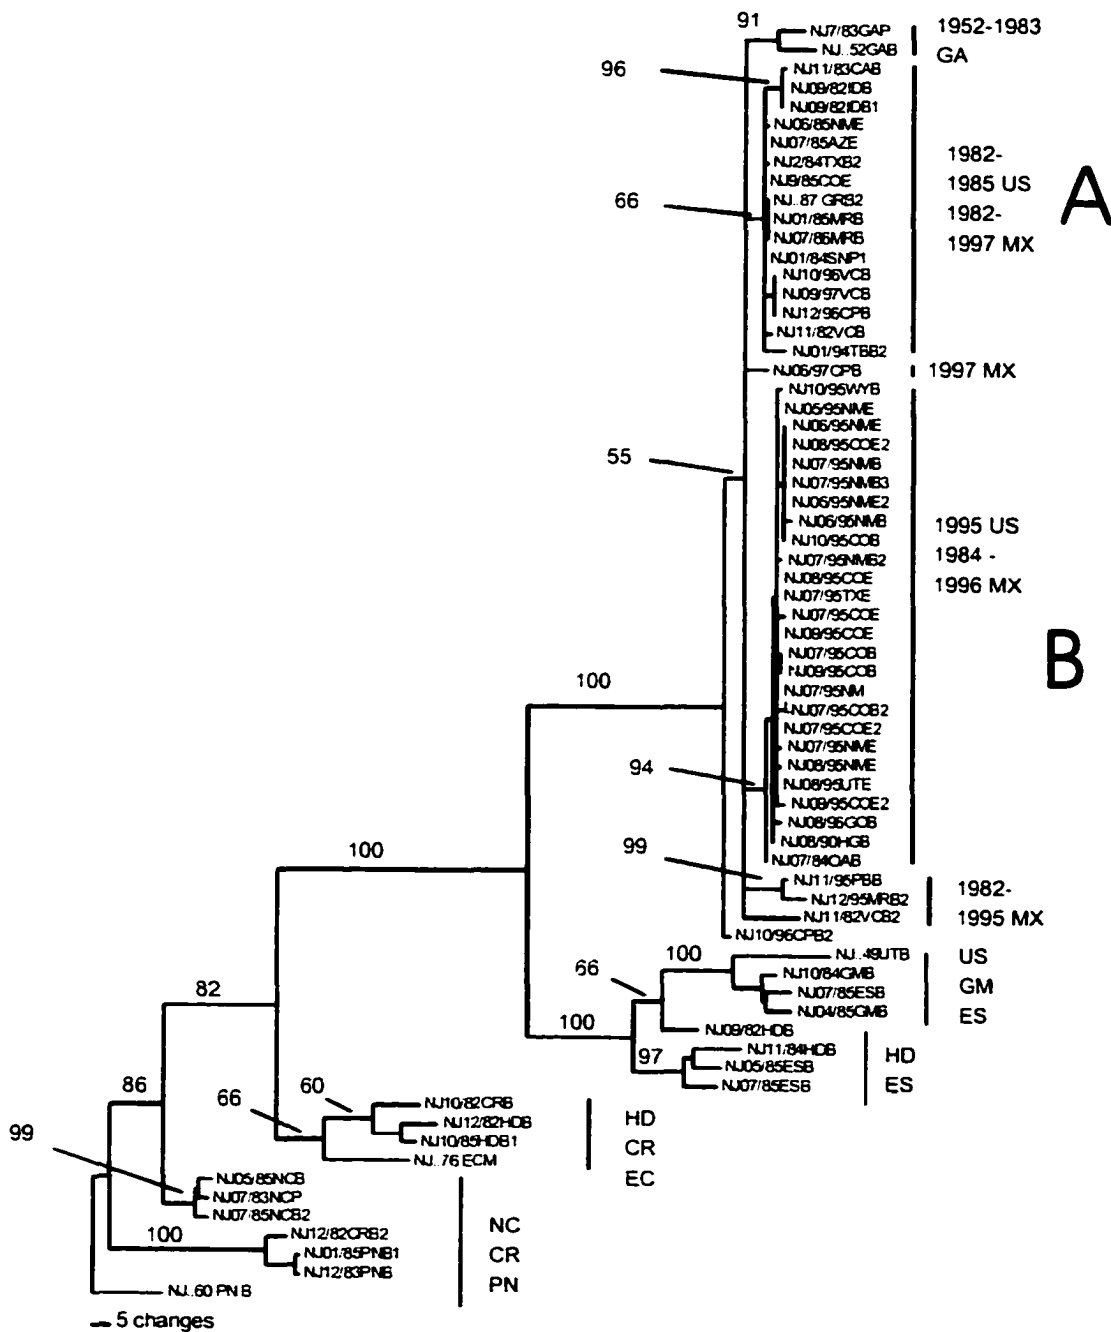 91
NJ7/83GAP
1952-1983
NJ..52GAB
GA
96
NJ11/83CAB
NJ09/82IDB
NJ09/82IDB1
NJ06/85NME
NJ07/85AZE
1982-
NJ2/84TXB2
NJ9/85COE
1985 US
A
66
NJ..87 GRB2
NJ01/85MRB
1982-
NJ07/86MRB
1997 MX
NJ01/84SNP1
NJ10/96VCB
NJ09/97VCB
NJ12/96CPB
NJ11/82VCB
NJ01/94TBB2
NJ06/97CPB
1997 MX
NJ10/95WYB
NJ05/95NME
NJ06/95NME
NJ08/95COE2
55
NJ07/95NMB
NJ07/95NMB3
NJ06/95NME2
NJ06/95NMB
1995 US
NJ10/95COB
NJ07/95NMB2
1984 -
NJ08/95COE
1996 MX
NJ07/95TXE
NJ07/95COE
NJ09/95COE
NJ07/95COB
B
NJ09/95COB
100
NJ07/95NM
NJ07/95COB2
NJ07/95COE2
NJ07/95NME
94
NJ08/95NME
NJ08/95UTE
NJ09/95COE2
NJ08/96GOB
NJ08/90HGB
100
NJ07/84OAB
99
NJ11/95PBB
1982-
NJ12/95MRB2
NJ11/82VCB2
1995 MX
NJ10/96CPB2
100
NJ..49UTB
US
66
NJ10/84GMB
GM
82
NJ07/85ESB
NJ04/85GMB
ES
100
NJ09/82HDB
97
NJ11/84HDB
HD
NJ05/85ESB
NJ07/85ESB
ES
86
60
66
NJ10/82CRB
HD
NJ12/82HDB
99
NJ10/85HDB1
CR
NJ..76 ECM
EC
NJ05/85NCB
NJ07/83NCP
NJ07/85NCB2
NC
100
NJ12/82CRB2
NJ01/85PNB1
CR
NJ12/83PNB
PN
NJ..60 PN B
5 changes